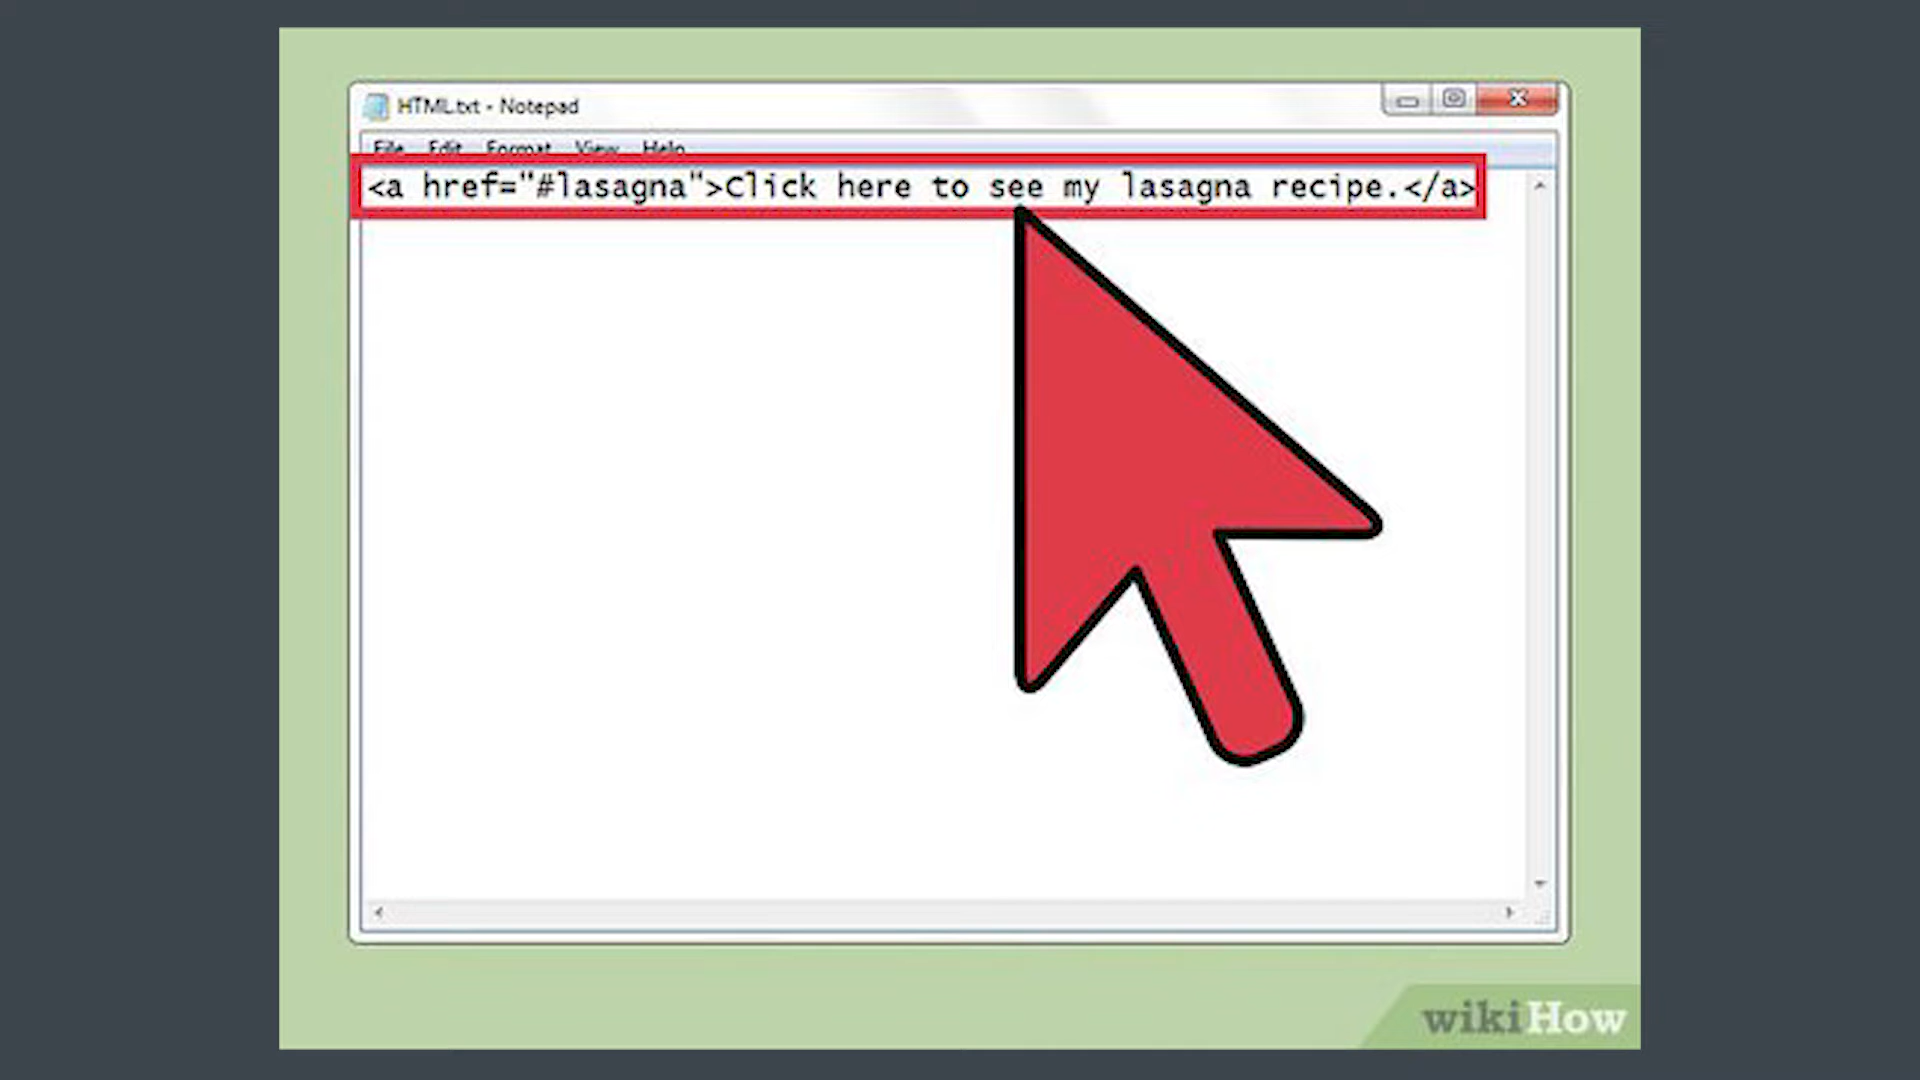 HTML.txt - Notepad
File Edit Format View Help
<a href="#lasagna">Click here to see my lasagna recipe.</a>
wikiHow